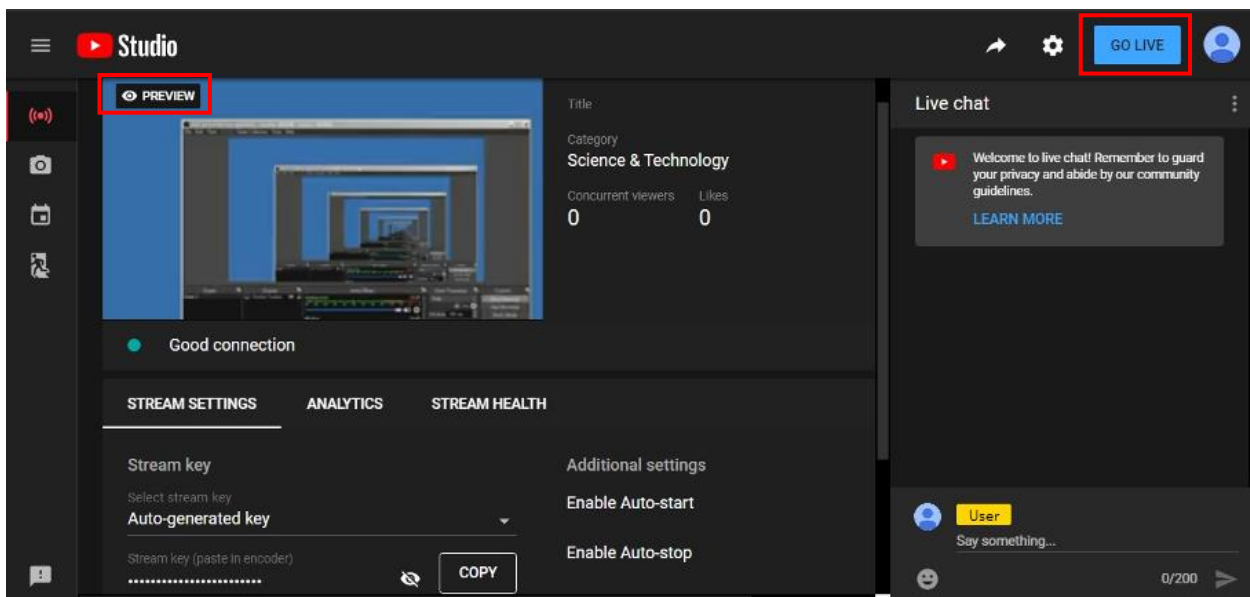 Studio
GO LIVE
PREVIEW
Title
Category
Science & Technology
Concurrent viewers Likes
0 0
Good connection
STREAM SETTINGS ANALYTICS STREAM HEALTH
Stream key
Select stream key
Auto-generated key
Stream key (paste in encoder)
••••••••••••••••••••••••
COPY
Additional settings
Enable Auto-start
Enable Auto-stop
Live chat
Welcome to live chat! Remember to guard
your privacy and abide by our community
guidelines.
LEARN MORE
User
Say something...
0/200